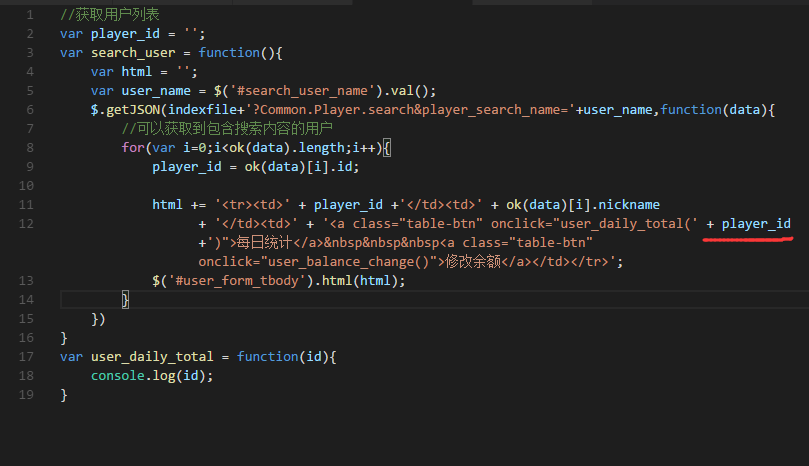 1 //获取用户列表
2 var player_id = '';
3 var search_user = function(){
4 var html = '';
5 var user_name = $('#search_user_name').val();
6 $.getJSON(indexfile+'?Common.Player.search&player_search_name='+user_name,function(data){
7 //可以获取到包含搜索内容的用户
8 for(var i=0;i<ok(data).length;i++){
9 player_id = ok(data)[i].id;
10
11 html += '<tr><td>' + player_id +'</td><td>' + ok(data)[i].nickname
12 + '</td><td>' + '<a class="table-btn" onclick="user_daily_total(' + player_id
+')">每日统计</a>&nbsp&nbsp&nbsp<a class="table-btn"
onclick="user_balance_change()">修改余额</a></td></tr>';
13 $('#user_form_tbody').html(html);
14 }
15 })
16 }
17 var user_daily_total = function(id){
18 console.log(id);
19 }